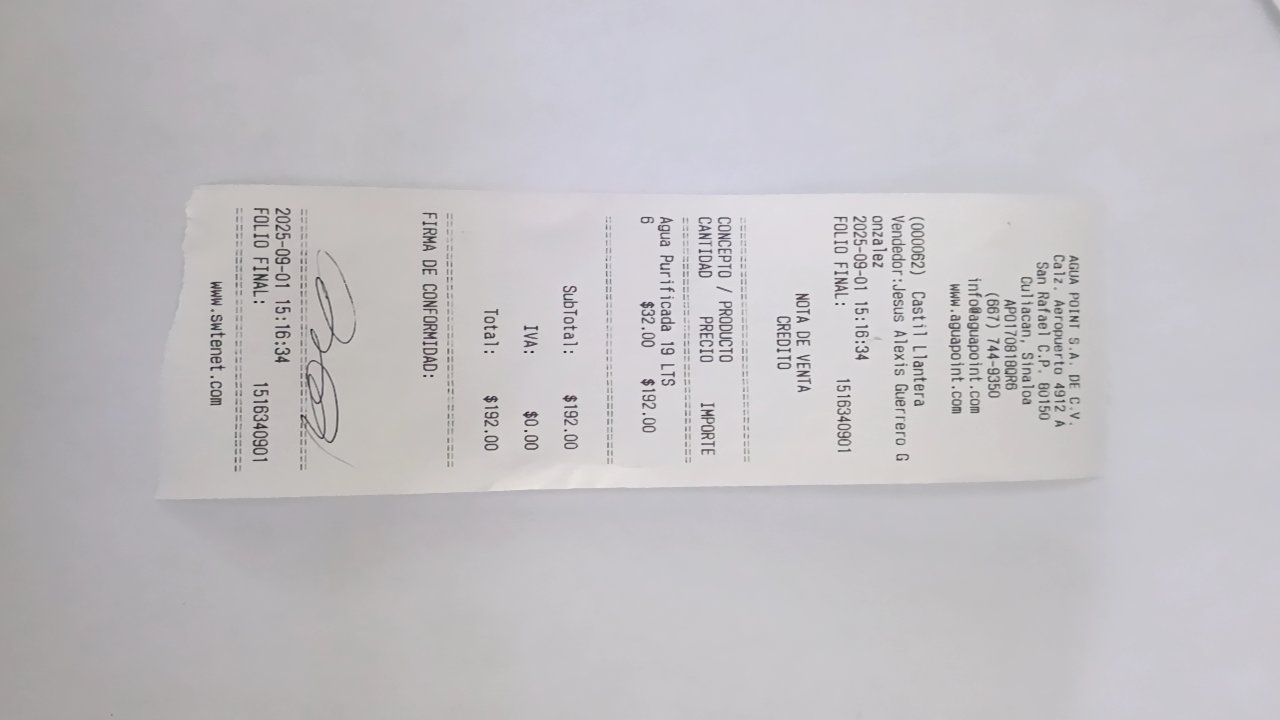 AGUA POINT S.A. DE C.V.
Calz. Aeropuerto 4912 A
San Rafael C.P. 80150
Culiacan, Sinaloa
APO170818QR6
(667) 744-9350
info@aguapoint.com
www.aguapoint.com
(000062) Castil Llantera
Vendedor:Jesus Alexis Guerrero G
onzalez
2025-09-01 15:16:34
FOLIO FINAL: 1516340901
NOTA DE VENTA
CREDITO
CONCEPTO / PRODUCTO
CANTIDAD PRECIO IMPORTE
Agua Purificada 19 LTS
6 $32.00 $192.00
SubTotal: $192.00
IVA: $0.00
Total: $192.00
FIRMA DE CONFORMIDAD:
2025-09-01 15:16:34
FOLIO FINAL: 1516340901
www.swtenet.com